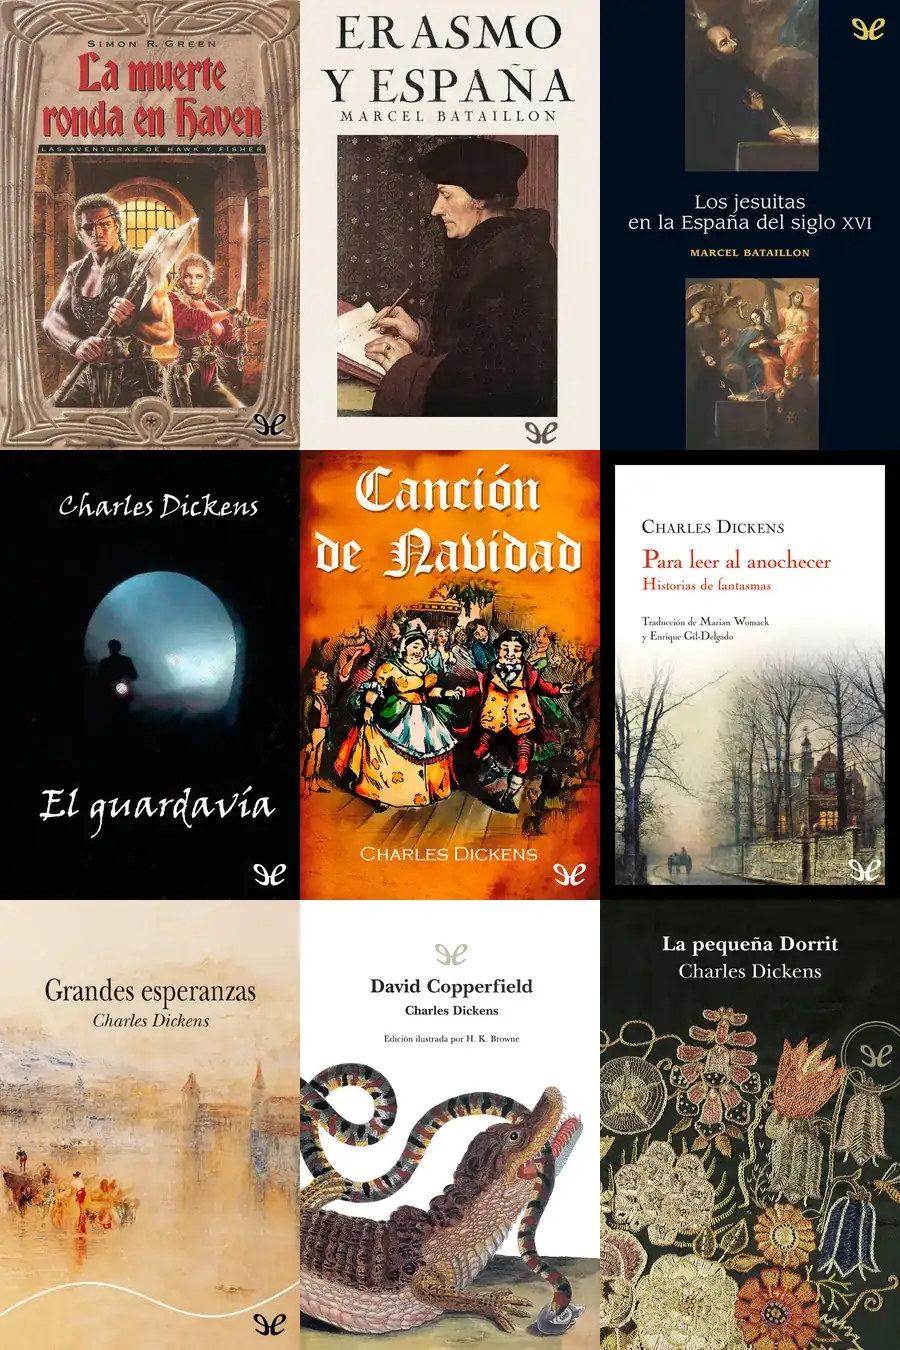 SIMON R. GREEN
La muerte
ronda en Haven
LAS AVENTURAS DE HAWK Y FISHER
ERASMO
Y ESPAÑA
MARCEL BATAILLON
Los jesuitas
en la España del siglo XVI
MARCEL BATAILLON
Charles Dickens
El guardavía
Canción
de Navidad
CHARLES DICKENS
CHARLES DICKENS
Para leer al anochecer
Historias de fantasmas
Traducción de Marian Womack
y Enrique Gil-Delgado
Grandes esperanzas
Charles Dickens
David Copperfield
Charles Dickens
Edición ilustrada por H. K. Browne
La pequeña Dorrit
Charles Dickens